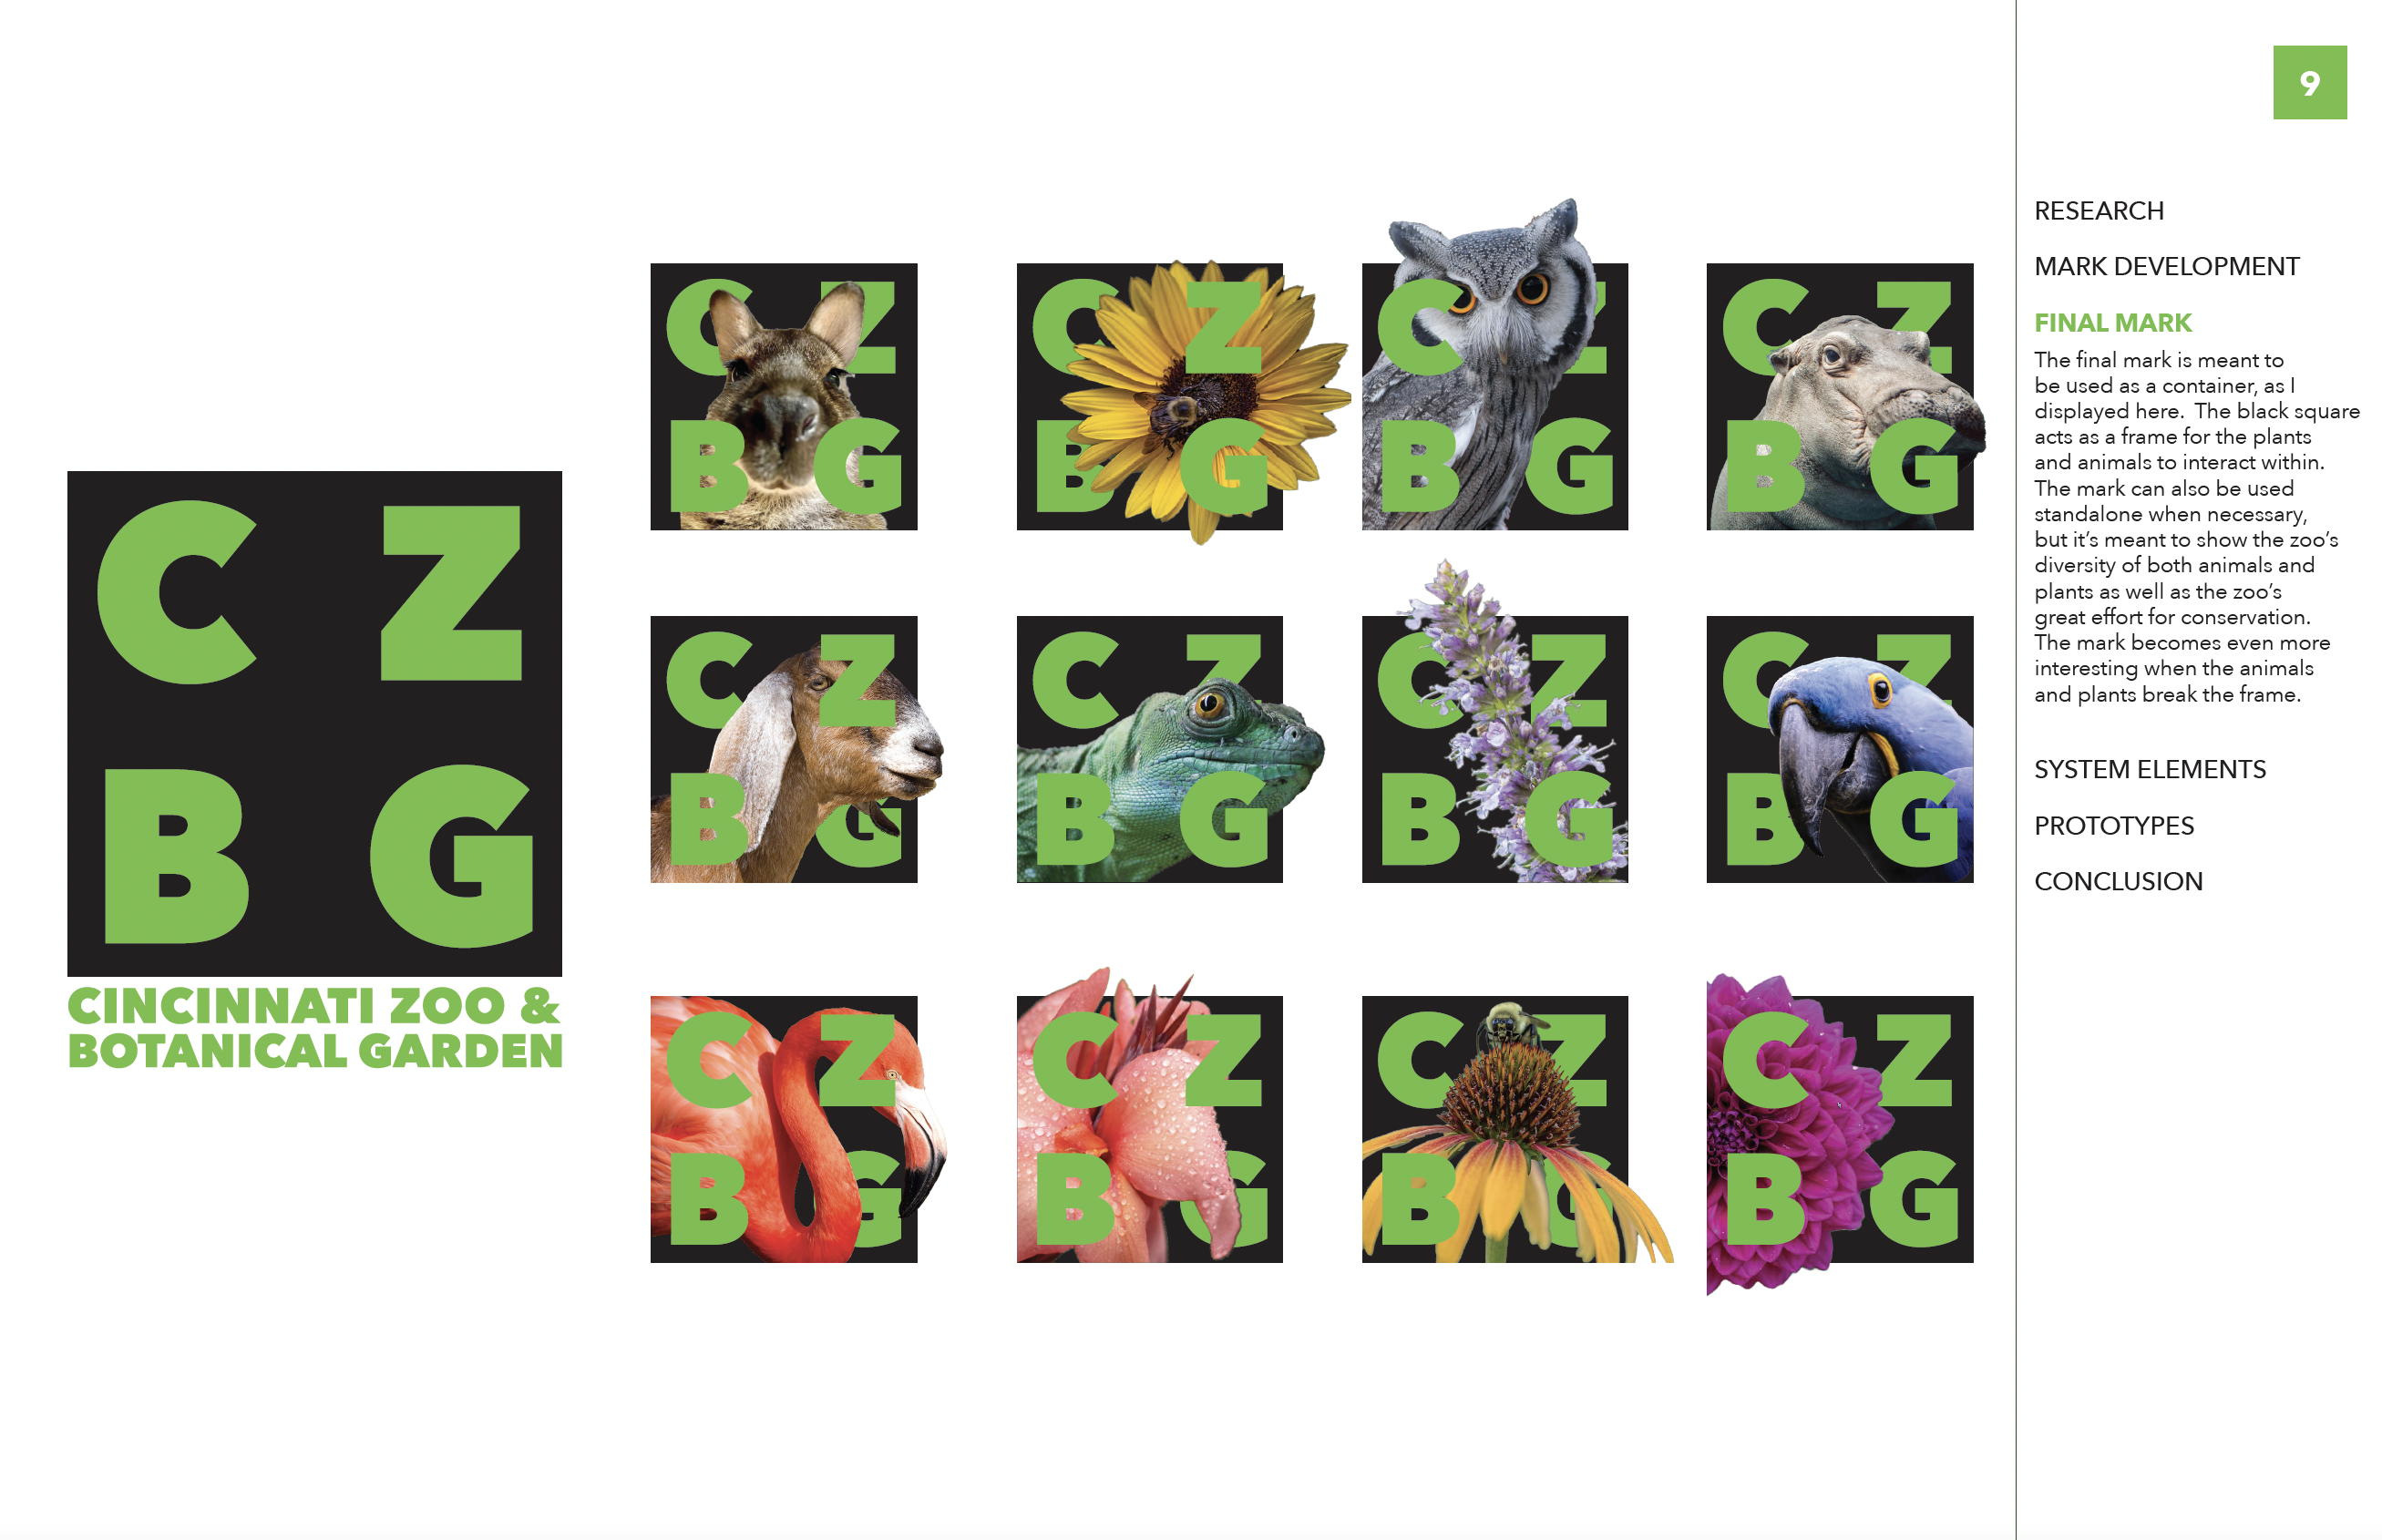 C Z
B G
CINCINNATI ZOO &
BOTANICAL GARDEN
C Z
B G
C Z
B G
C Z
B G
C Z
B G
C Z
B G
C Z
B G
C Z
B G
C Z
B G
C Z
B G
C Z
B G
C Z
B G
C Z
B G
9
RESEARCH
MARK DEVELOPMENT
FINAL MARK
The final mark is meant to
be used as a container, as I
displayed here.  The black square
acts as a frame for the plants
and animals to interact within.
The mark can also be used
standalone when necessary,
but it’s meant to show the zoo’s
diversity of both animals and
plants as well as the zoo’s
great effort for conservation.
The mark becomes even more
interesting when the animals
and plants break the frame.
SYSTEM ELEMENTS
PROTOTYPES
CONCLUSION